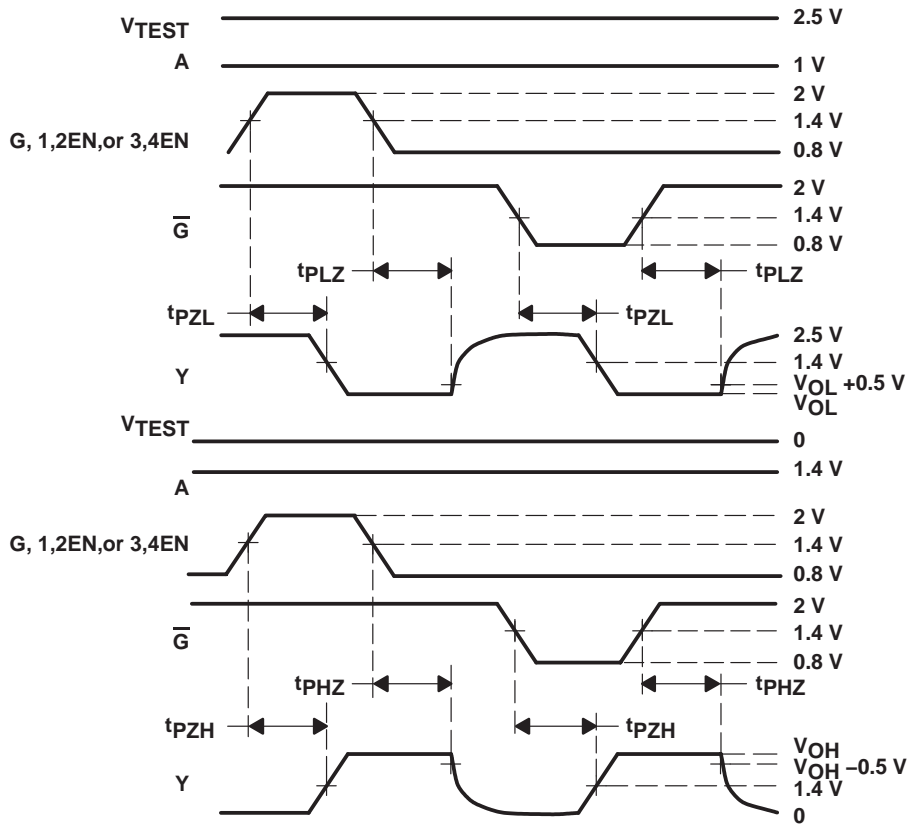 VTEST
2.5 V
A
1 V
2 V
G, 1,2EN,or 3,4EN
1.4 V
0.8 V
G
2 V
1.4 V
0.8 V
tPLZ
tPLZ
tPZL
tPZL
2.5 V
Y
1.4 V
VOL +0.5 V
VOL
VTEST
0
A
1.4 V
2 V
G, 1,2EN,or 3,4EN
1.4 V
0.8 V
G
2 V
1.4 V
0.8 V
tPHZ
tPHZ
tPZH
tPZH
VOH
VOH –0.5 V
Y
1.4 V
0